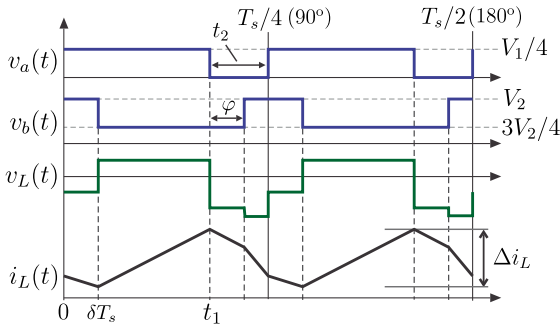 T_s/4 (90°) T_s/2 (180°)
t_2
v_a(t) V_1/4
V_2
φ
v_b(t) 3V_2/4
v_L(t)
i_L(t) Δi_L
0 δT_s t_1